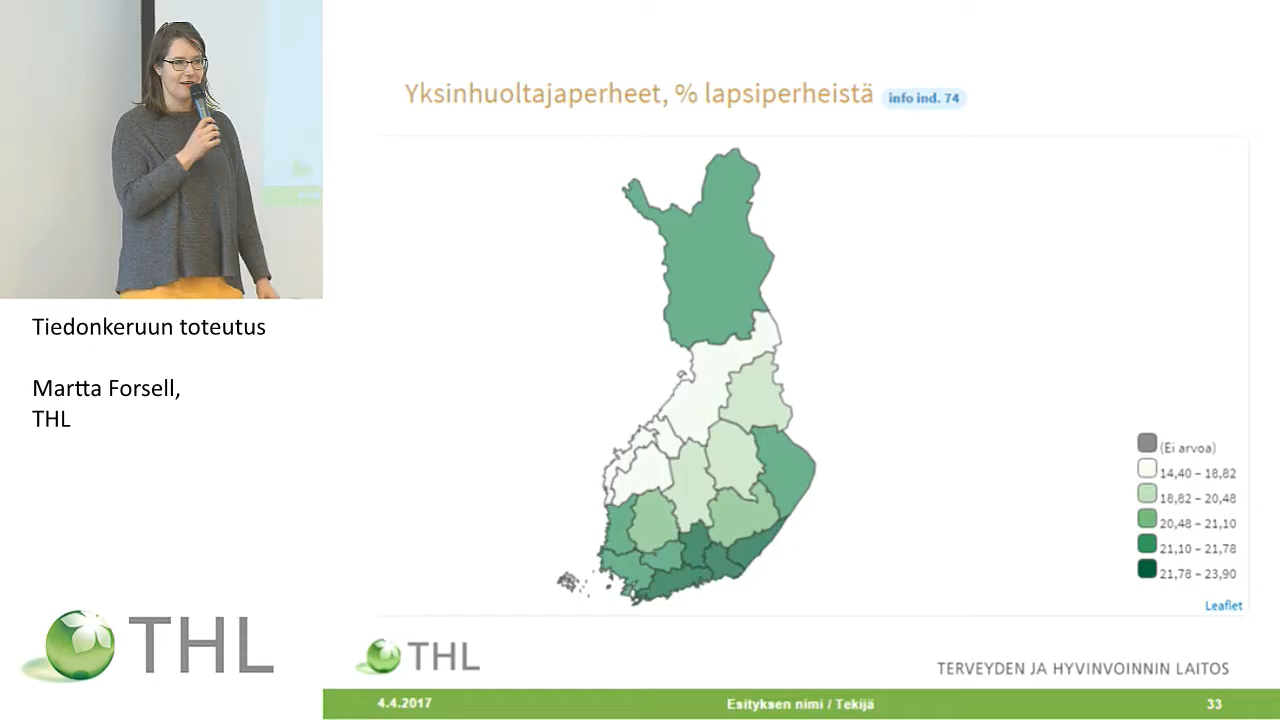 Yksinhuoltajaperheet, % lapsiperheistä info ind. 74
Tiedonkeruun toteutus
Martta Forsell,
THL
(Ei arvoa)
14,40 – 18,82
18,82 – 20,48
20,48 – 21,10
21,10 – 21,78
21,78 – 23,90
Leaflet
THL
THL
TERVEYDEN JA HYVINVOINNIN LAITOS
4.4.2017 Esityksen nimi / Tekijä 33